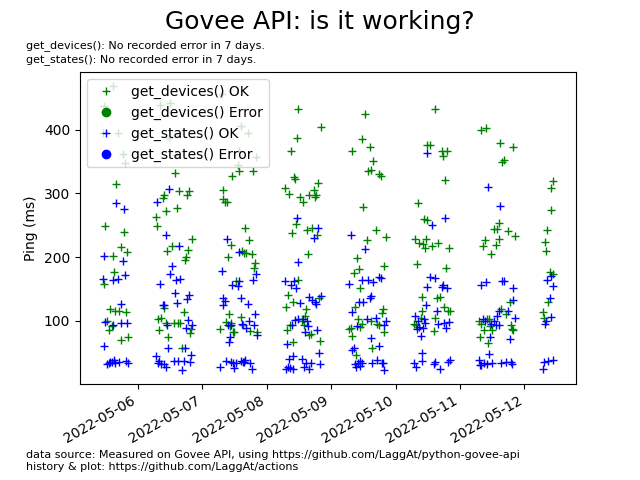 Govee API: is it working?
get_devices(): No recorded error in 7 days.
get_states(): No recorded error in 7 days.
get_devices() OK
get_devices() Error
get_states() OK
get_states() Error
Ping (ms)
400
300
200
100
2022-05-06
2022-05-07
2022-05-08
2022-05-09
2022-05-10
2022-05-11
2022-05-12
data source: Measured on Govee API, using https://github.com/LaggAt/python-govee-api
history & plot: https://github.com/LaggAt/actions